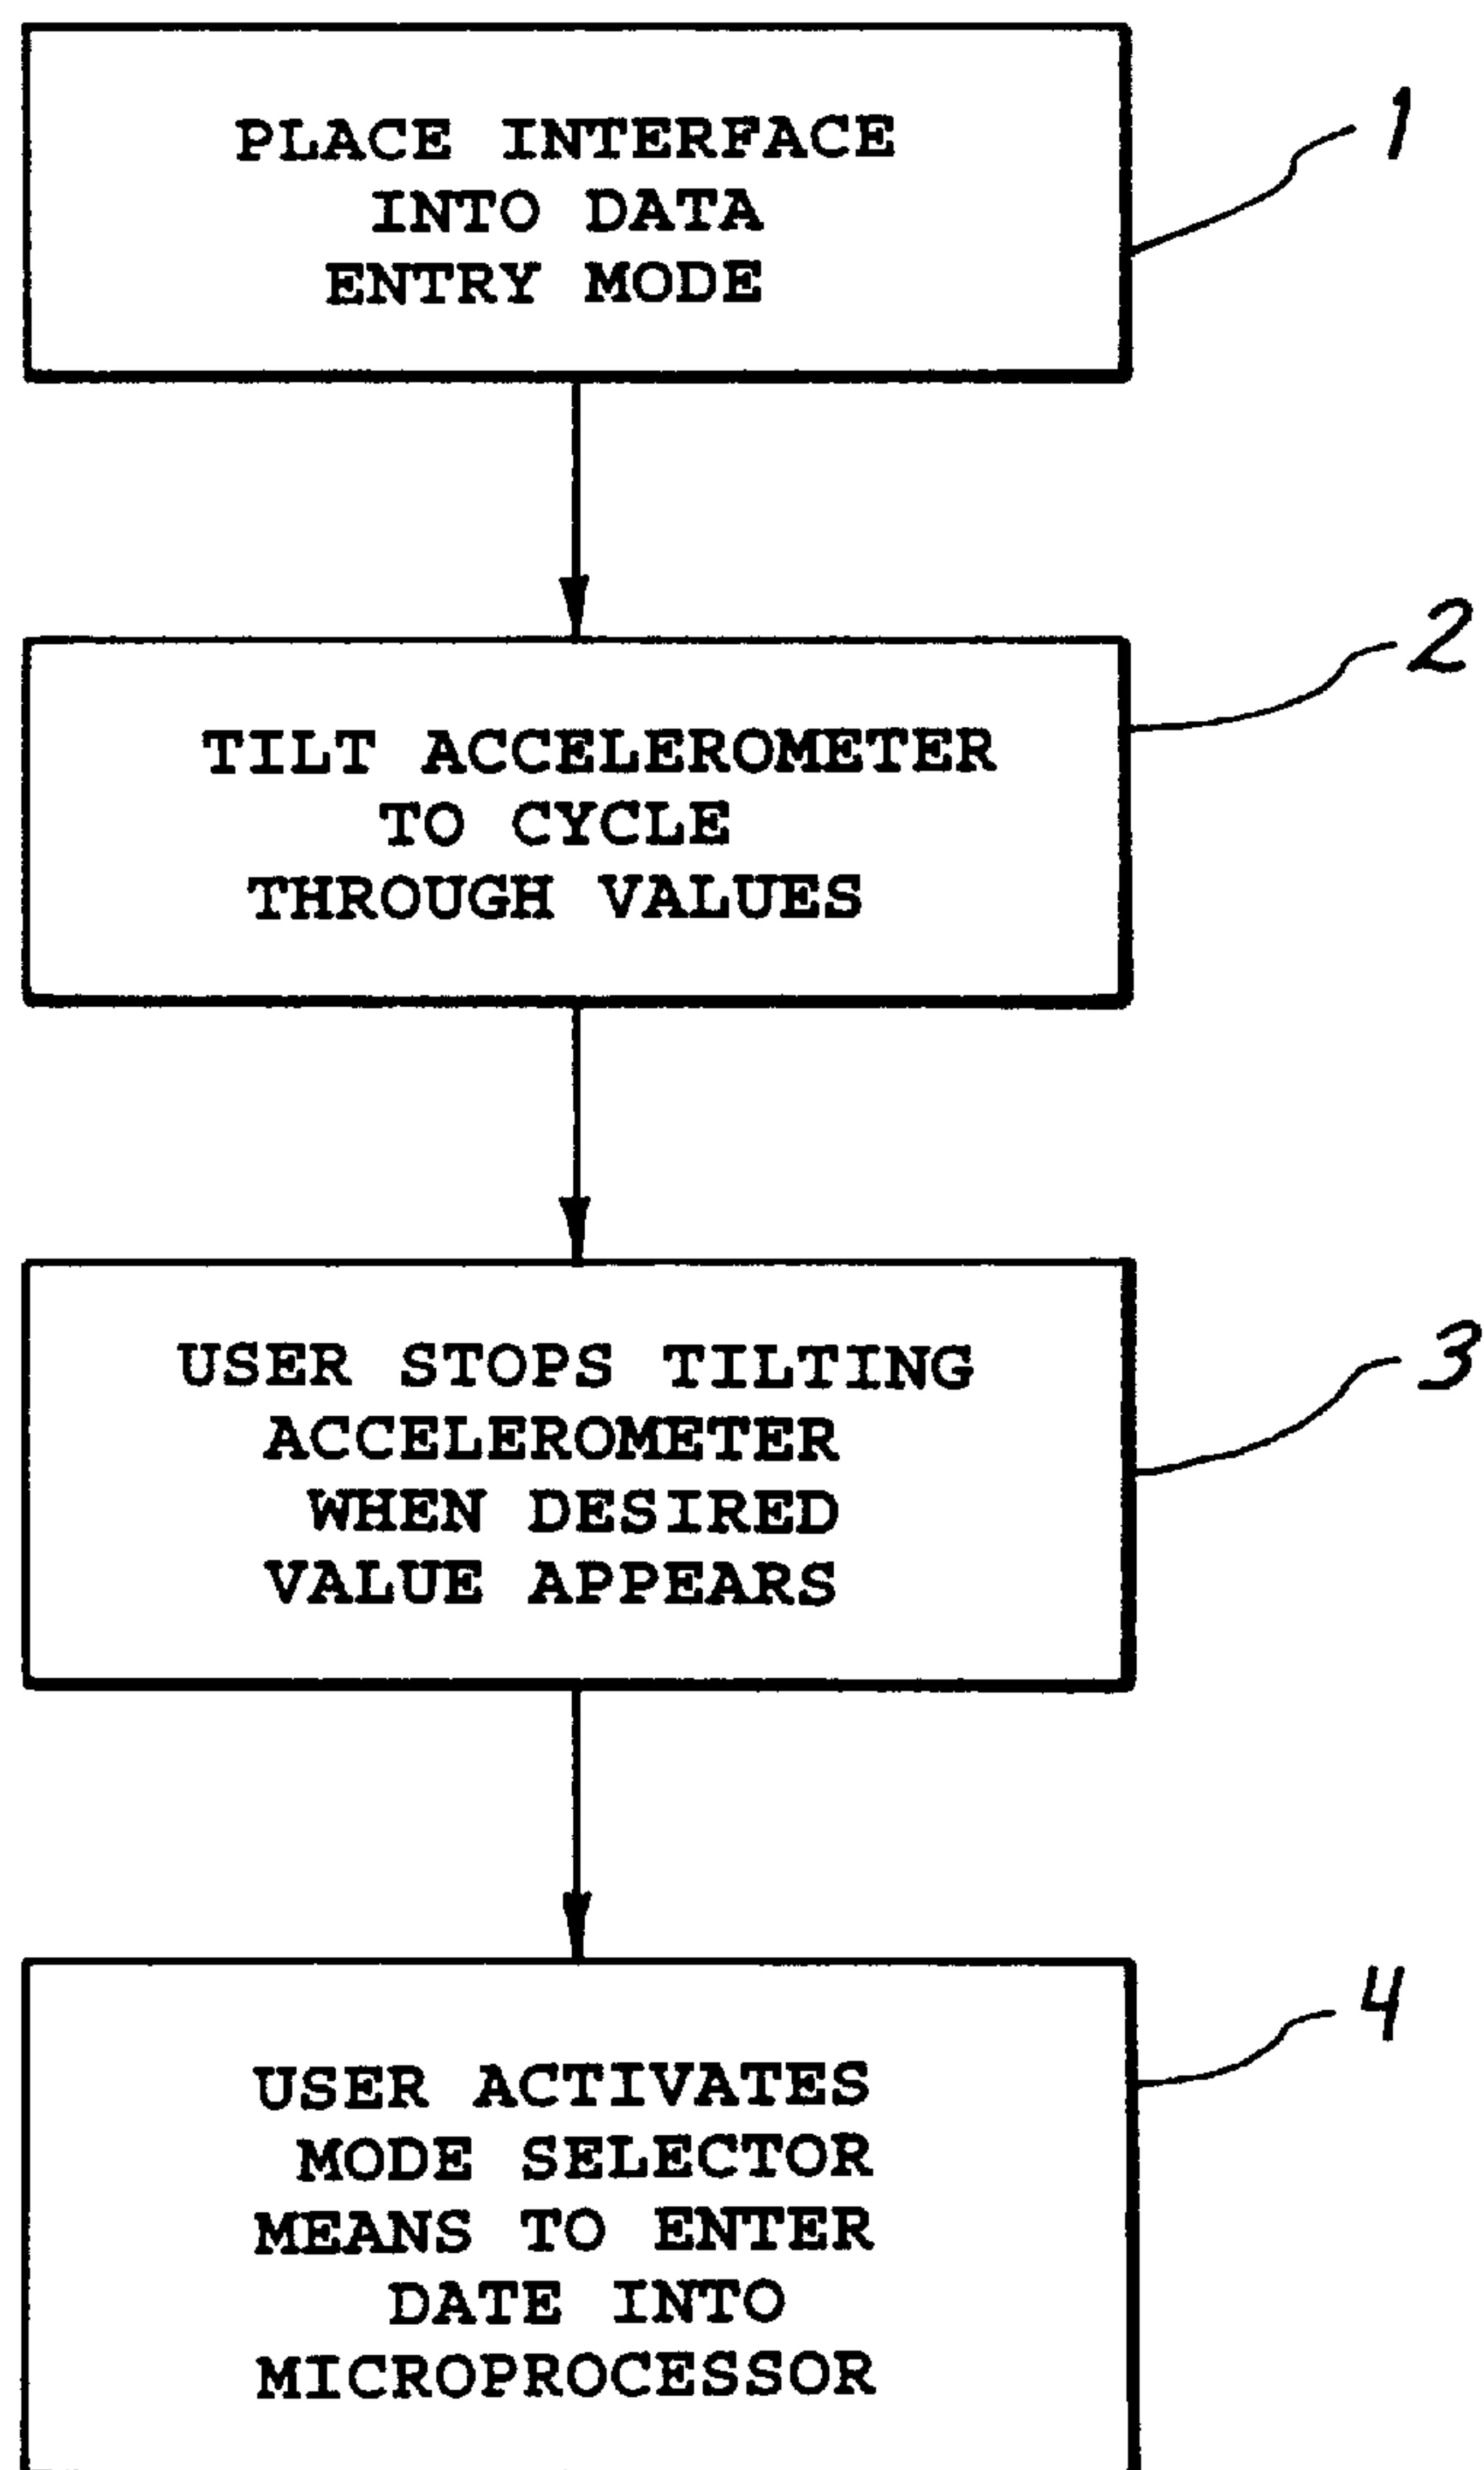 PLACE INTERFACE
INTO DATA
ENTRY MODE
1
TILT ACCELEROMETER
TO CYCLE
THROUGH VALUES
2
USER STOPS TILTING
ACCELEROMETER
WHEN DESIRED
VALUE APPEARS
3
USER ACTIVATES
MODE SELECTOR
MEANS TO ENTER
DATE INTO
MICROPROCESSOR
4